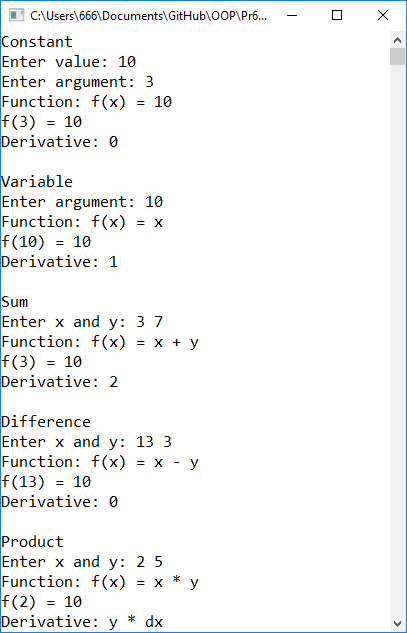 C:\Users\666\Documents\GitHub\OOP\Pr6...
Constant
Enter value: 10
Enter argument: 3
Function: f(x) = 10
f(3) = 10
Derivative: 0

Variable
Enter argument: 10
Function: f(x) = x
f(10) = 10
Derivative: 1

Sum
Enter x and y: 3 7
Function: f(x) = x + y
f(3) = 10
Derivative: 2

Difference
Enter x and y: 13 3
Function: f(x) = x - y
f(13) = 10
Derivative: 0

Product
Enter x and y: 2 5
Function: f(x) = x * y
f(2) = 10
Derivative: y * dx